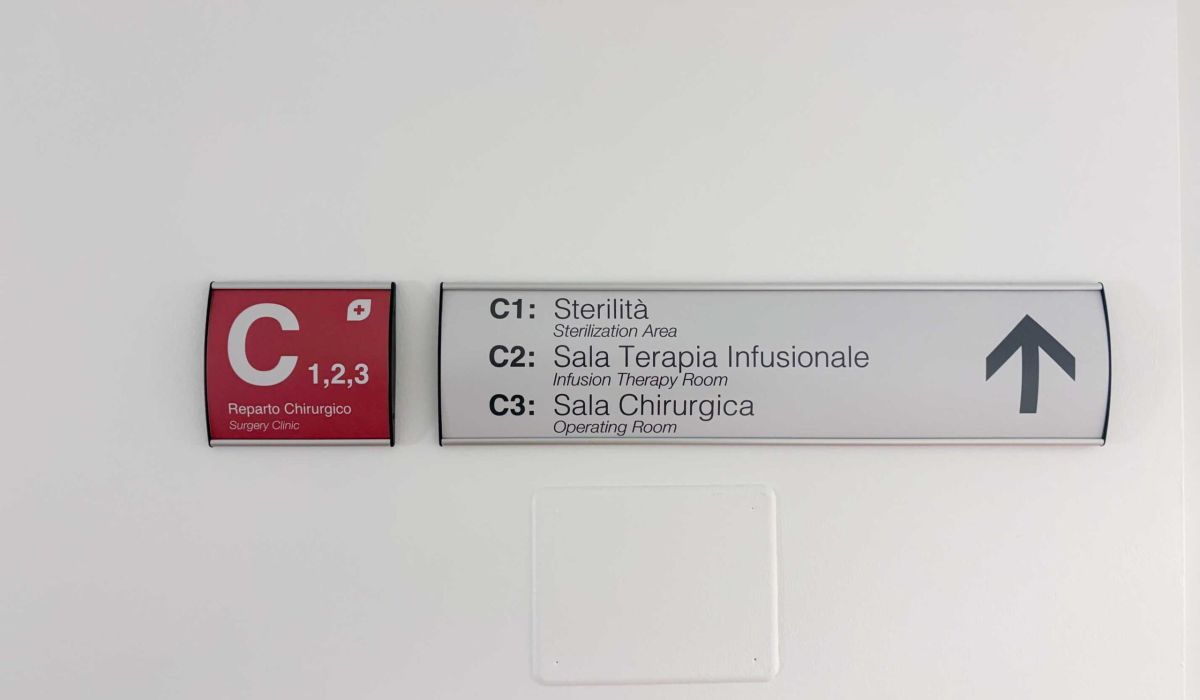 C
1,2,3
Reparto Chirurgico
Surgery Clinic
C1: Sterilità
Sterilization Area
C2: Sala Terapia Infusionale
Infusion Therapy Room
C3: Sala Chirurgica
Operating Room